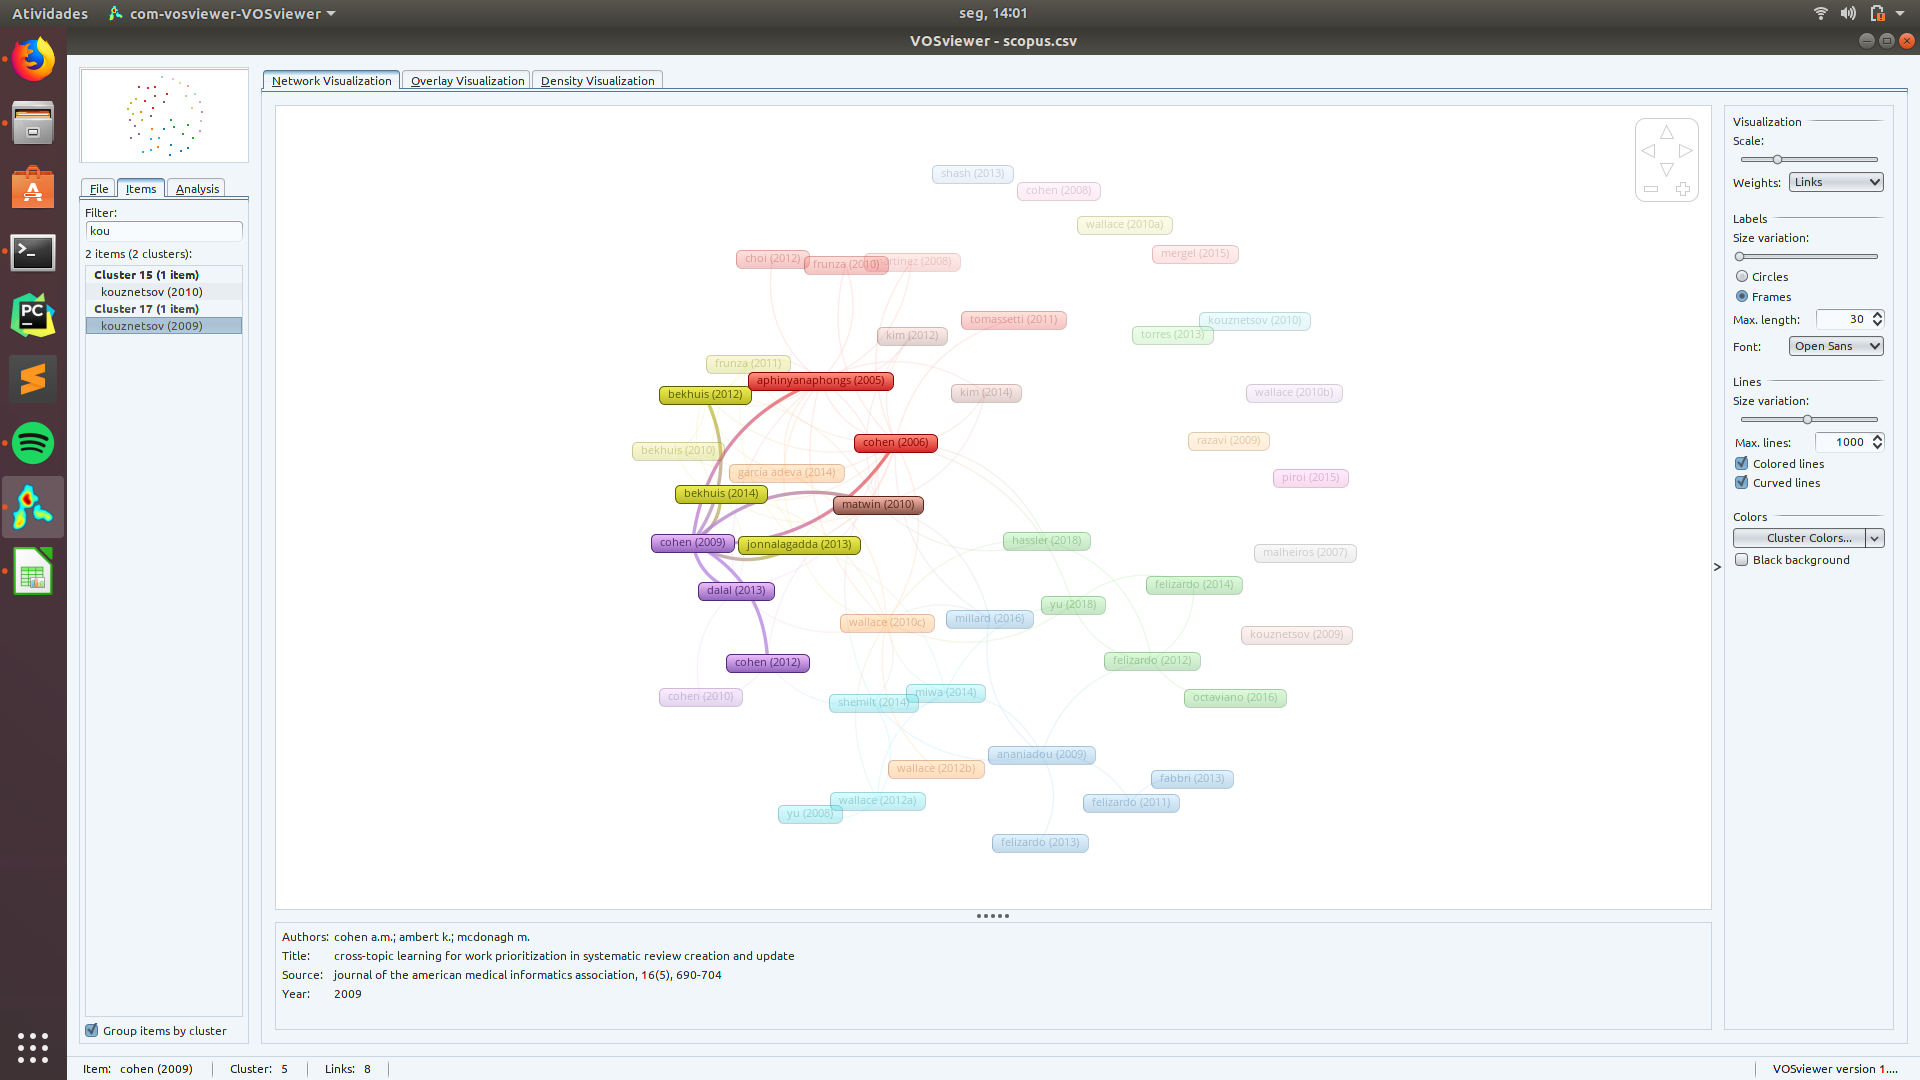 Atividades
com-vosviewer-VOSviewer
seg, 14:01
VOSviewer - scopus.csv
Network Visualization
Overlay Visualization
Density Visualization
File
Items
Analysis
Filter:
kou
2 items (2 clusters):
Cluster 15 (1 item)
kouznetsov (2010)
Cluster 17 (1 item)
kouznetsov (2009)
Group items by cluster
shash (2013)
cohen (2008)
wallace (2010a)
mergel (2015)
choi (2012)
frunza (2010)
artinez (2008)
tomassetti (2011)
kouznetsov (2010)
torres (2013)
kim (2012)
frunza (2011)
aphinyanaphongs (2005)
bekhuis (2012)
kim (2014)
wallace (2010b)
cohen (2006)
razavi (2009)
bekhuis (2010)
garcía adeva (2014)
piroi (2015)
bekhuis (2014)
matwin (2010)
cohen (2009)
jonnalagadda (2013)
hassler (2018)
malheiros (2007)
dalal (2013)
felizardo (2014)
yu (2018)
wallace (2010c)
millard (2016)
kouznetsov (2009)
cohen (2012)
felizardo (2012)
cohen (2010)
miwa (2014)
shemilt (2014)
octaviano (2016)
ananiadou (2009)
wallace (2012b)
fabbri (2013)
wallace (2012a)
felizardo (2011)
yu (2008)
felizardo (2013)
Visualization
Scale:
Weights: Links
Labels
Size variation:
Circles
Frames
Max. length: 30
Font: Open Sans
Lines
Size variation:
Max. lines: 1000
Colored lines
Curved lines
Colors
Cluster Colors...
Black background
>
Authors: cohen a.m.; ambert k.; mcdonagh m.
Title: cross-topic learning for work prioritization in systematic review creation and update
Source: journal of the american medical informatics association, 16(5), 690-704
Year: 2009
Item: cohen (2009)
Cluster: 5
Links: 8
VOSviewer version 1....